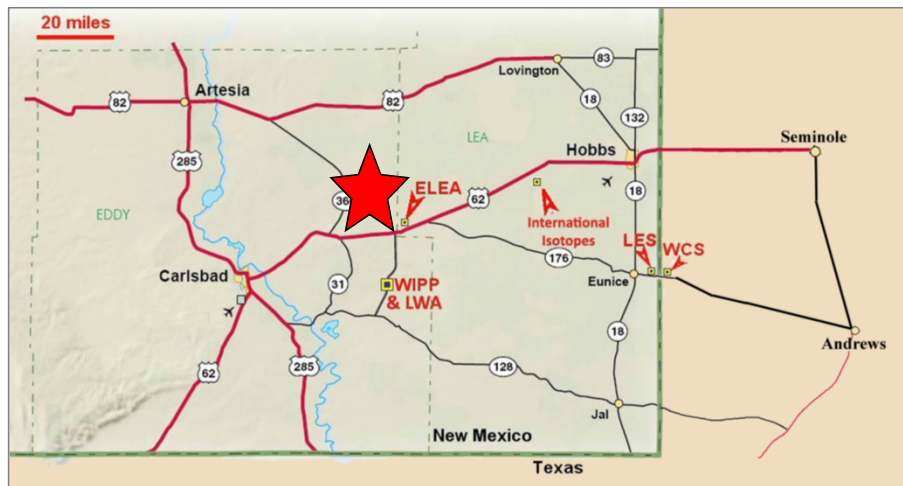 20 miles
83
Lovington
Artesia
82
82
18
132
LEA
Hobbs
Seminole
285
36
ELEA
62
18
EDDY
International
Isotopes
LES
WCS
176
Carlsbad
31
WIPP
& LWA
Eunice
Andrews
62
285
128
18
Jal
New Mexico
Texas